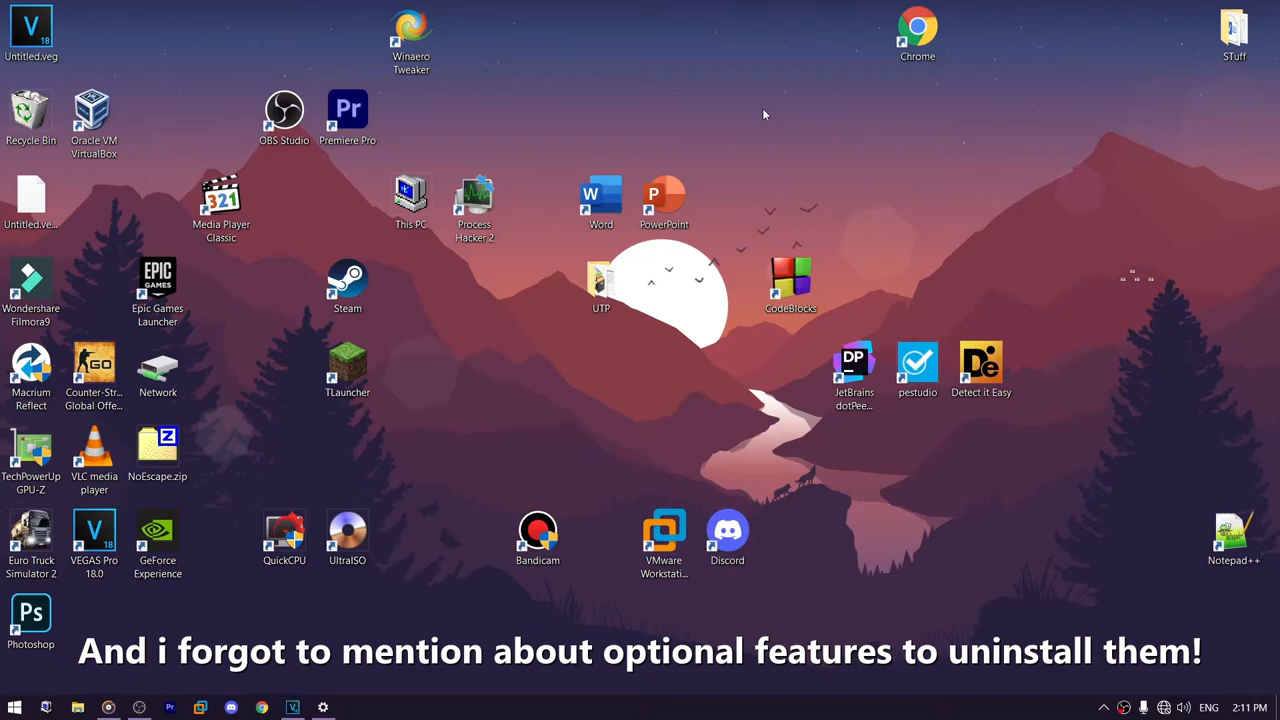 Untitled.veg
Winaero
Tweaker
Chrome
STuff
Recycle Bin
Oracle VM
VirtualBox
OBS Studio
Premiere Pro
Untitled.ve...
Media Player
Classic
This PC
Process
Hacker 2
Word
PowerPoint
Wondershare
Filmora9
EPIC
GAMES
Epic Games
Launcher
Steam
UTP
CodeBlocks
Macrium
Reflect
Counter-Str...
Global Offe...
Network
TLauncher
JetBrains
dotPee...
pestudio
Detect it Easy
TechPowerUp
GPU-Z
VLC media
player
NoEscape.zip
Euro Truck
Simulator 2
VEGAS Pro
18.0
GeForce
Experience
QuickCPU
UltraISO
Bandicam
VMware
Workstati...
Discord
Notepad++
Photoshop
And i forgot to mention about optional features to uninstall them!
ENG
2:11 PM